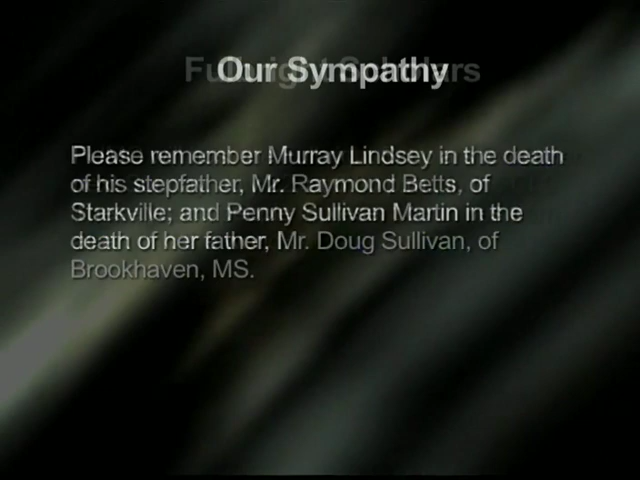 Our Sympathy
Please remember Murray Lindsey in the death
of his stepfather, Mr. Raymond Betts, of
Starkville; and Penny Sullivan Martin in the
death of her father, Mr. Doug Sullivan, of
Brookhaven, MS.